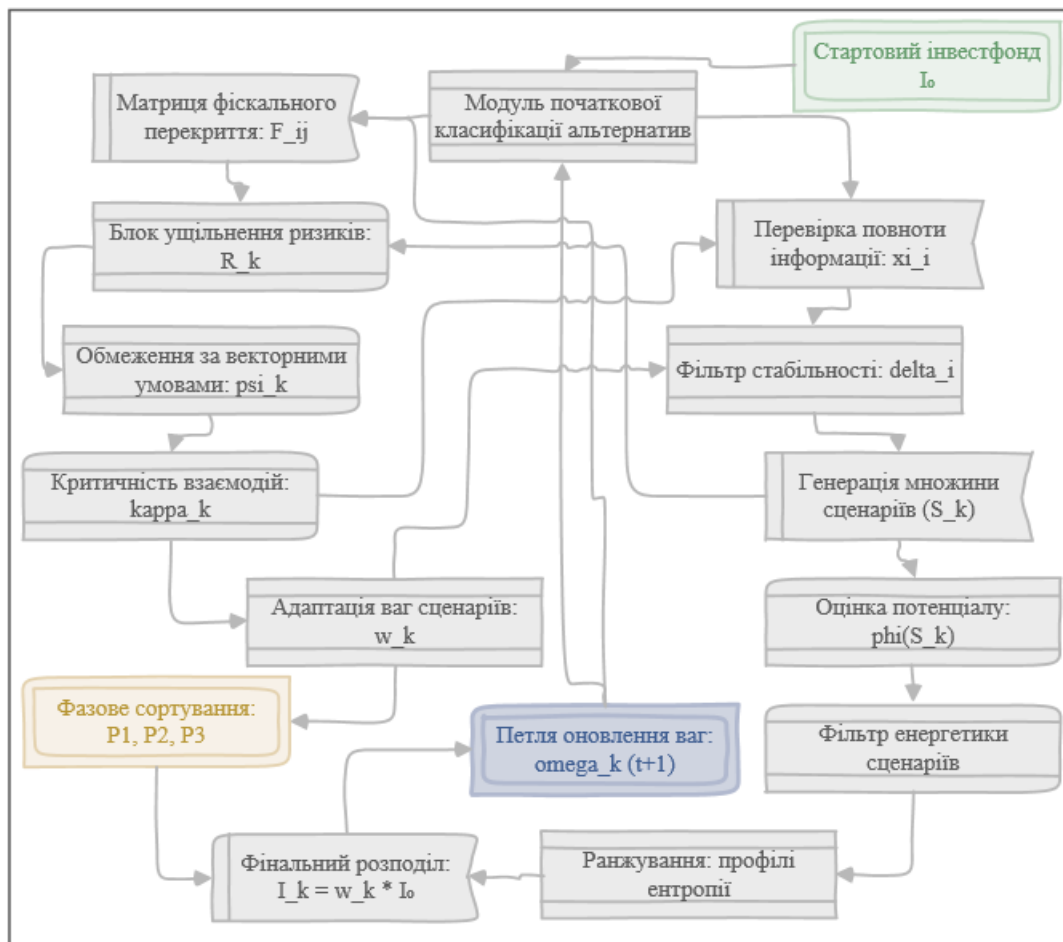 Стартовий інвестфонд
I₀
Матриця фіскального
перекриття: F_ij
Модуль початкової
класифікації альтернатив
Блок ущільнення ризиків:
R_k
Перевірка повноти
інформації: xi_i
Обмеження за векторними
умовами: psi_k
Фільтр стабільності: delta_i
Критичність взаємодій:
kappa_k
Генерація множини
сценаріїв (S_k)
Адаптація ваг сценаріїв:
w_k
Оцінка потенціалу:
phi(S_k)
Фазове сортування:
P1, P2, P3
Петля оновлення ваг:
omega_k (t+1)
Фільтр енергетики
сценаріїв
Фінальний розподіл:
I_k = w_k * I₀
Ранжування: профілі
ентропії